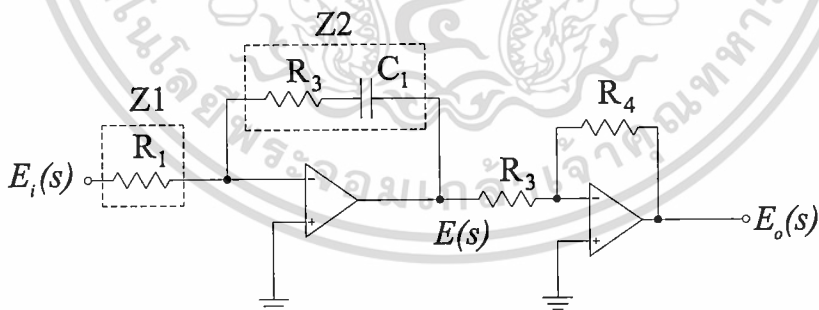 Z2
R3 C1
Z1
R1
R4
Ei(s)
R3
E(s)
Eo(s)
- + - +